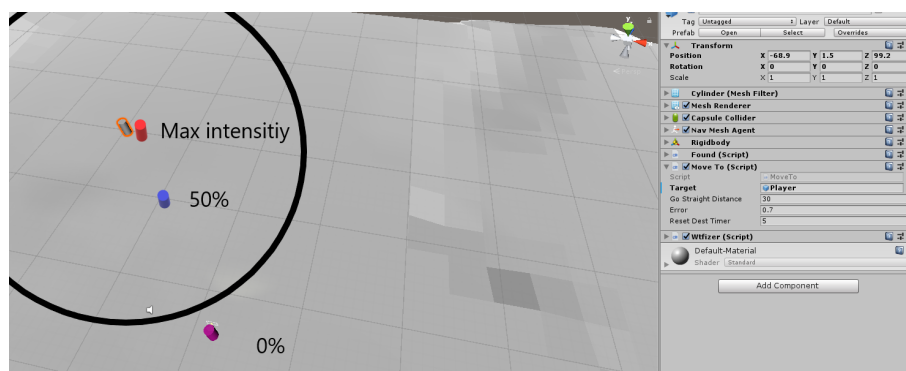 Max intensitiy
50%
0%
Tag Untagged Layer Default
Prefab Open Select Overrides
Transform
Position X -68.9 Y 1.5 Z 99.2
Rotation X 0 Y 0 Z 0
Scale X 1 Y 1 Z 1
Cylinder (Mesh Filter)
Mesh Renderer
Capsule Collider
Nav Mesh Agent
Rigidbody
Found (Script)
Move To (Script)
Script MoveTo
Target Player
Go Straight Distance 30
Error 0.7
Reset Dest Timer 5
Wtfizer (Script)
Default-Material
Shader Standard
Add Component